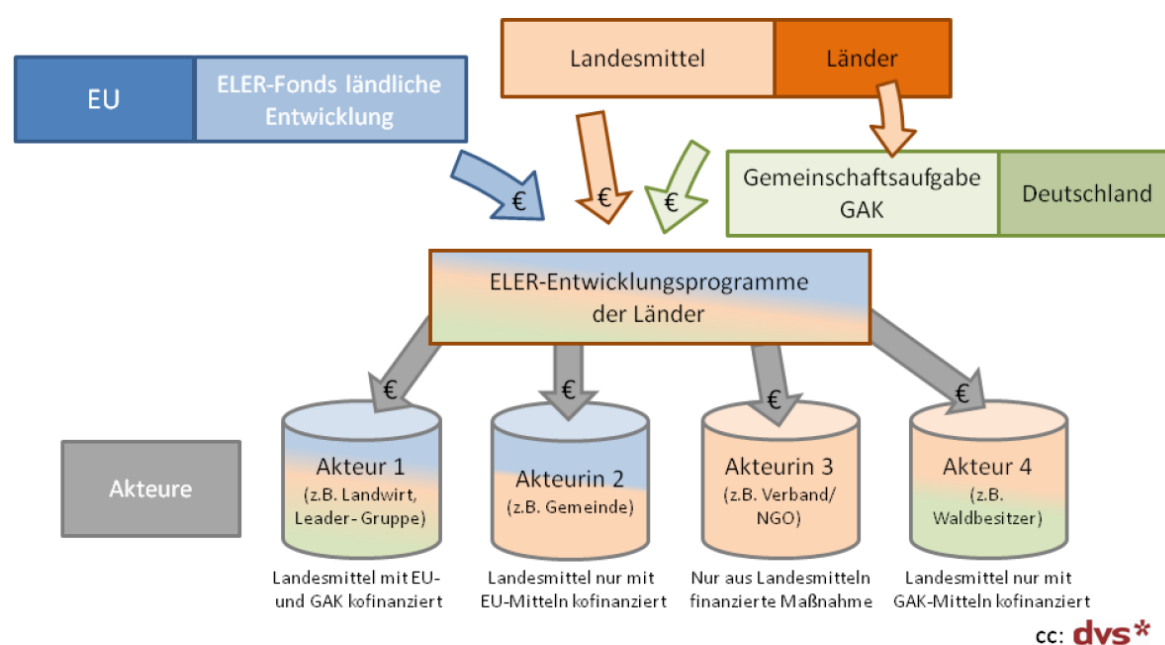 Landesmittel
Länder
EU
ELER-Fonds ländliche
Entwicklung
Gemeinschaftsaufgabe
GAK
Deutschland
€
€
€
ELER-Entwicklungsprogramme
der Länder
€
€
€
€
Akteure
Akteur 1
(z.B. Landwirt,
Leader- Gruppe)
Akteurin 2
(z.B. Gemeinde)
Akteurin 3
(z.B. Verband/
NGO)
Akteur 4
(z.B.
Waldbesitzer)
Landesmittel mit EU-
und GAK kofinanziert
Landesmittel nur mit
EU-Mitteln kofinanziert
Nur aus Landesmitteln
finanzierte Maßnahme
Landesmittel nur mit
GAK-Mitteln kofinanziert
cc: dvs*